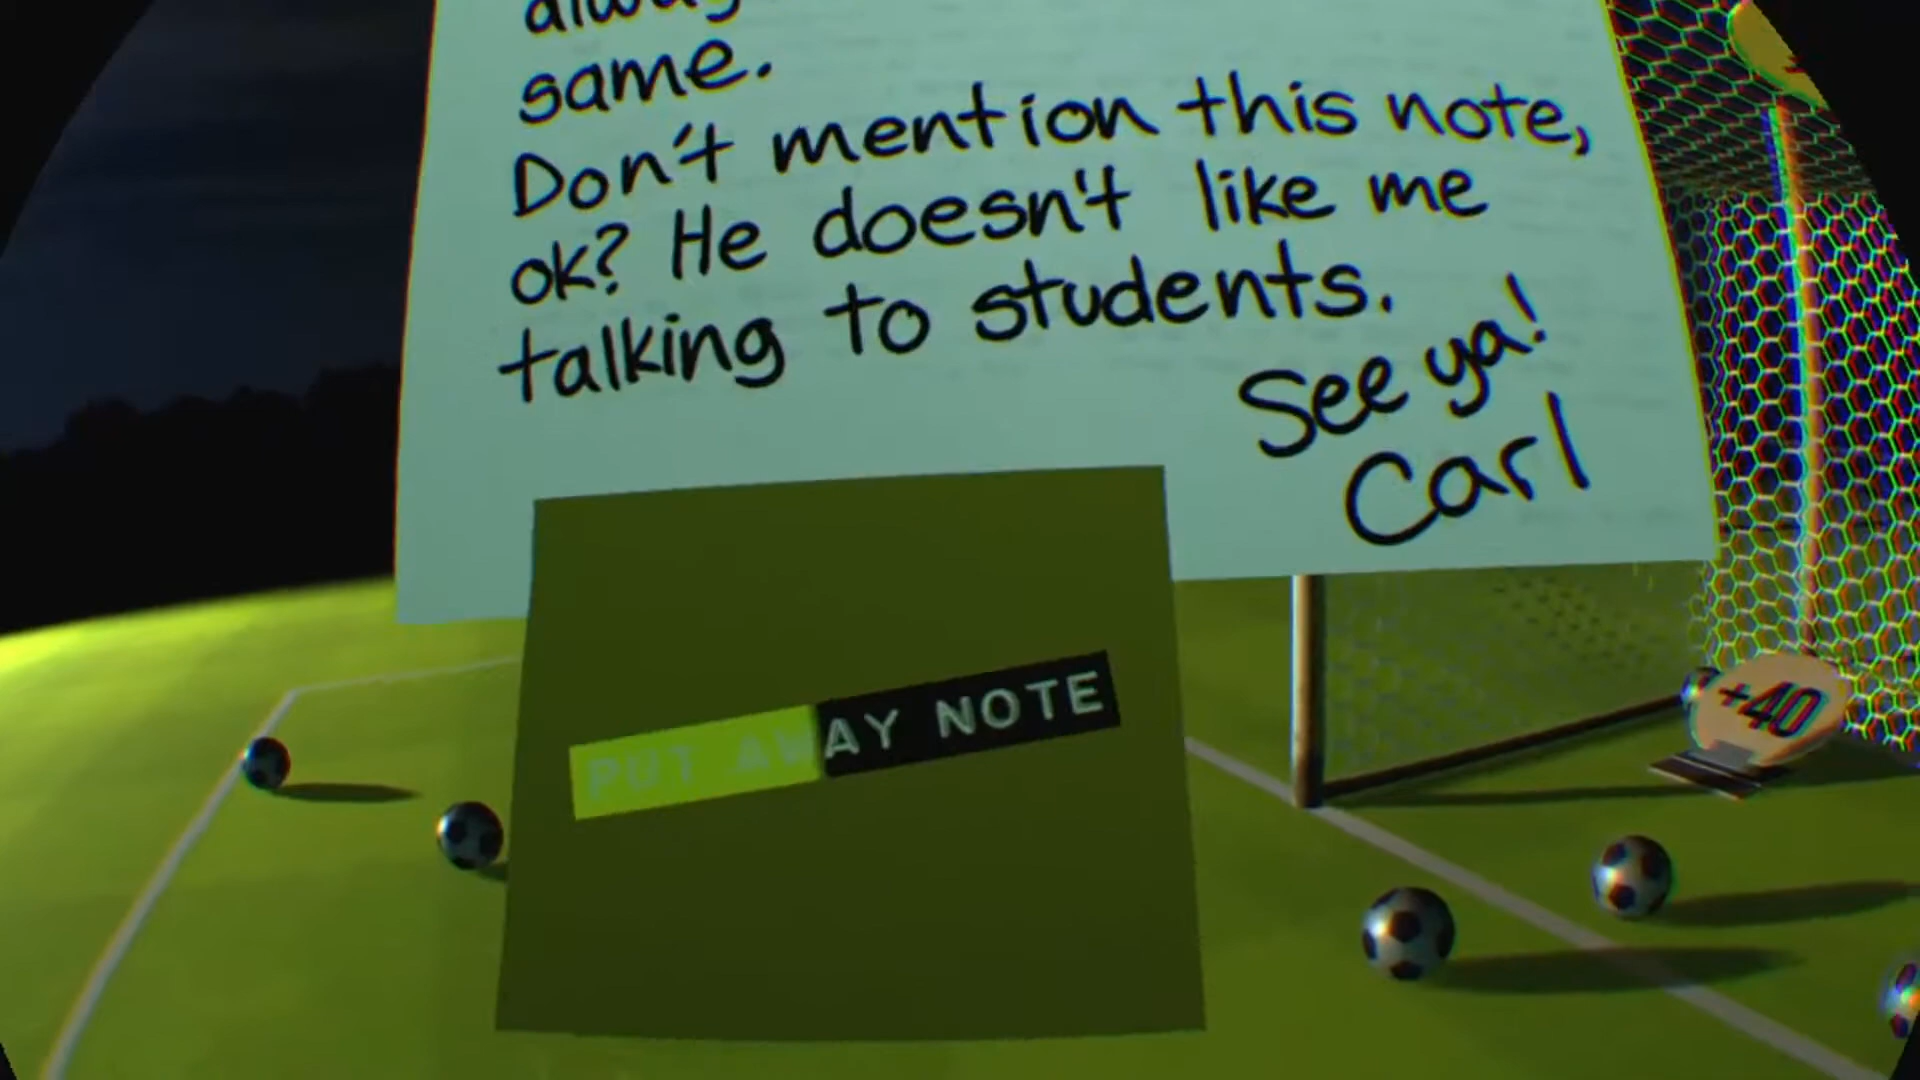 same.
Don't mention this note,
ok? He doesn't like me
talking to students.
See ya!
Carl
PUT AWAY NOTE
+40